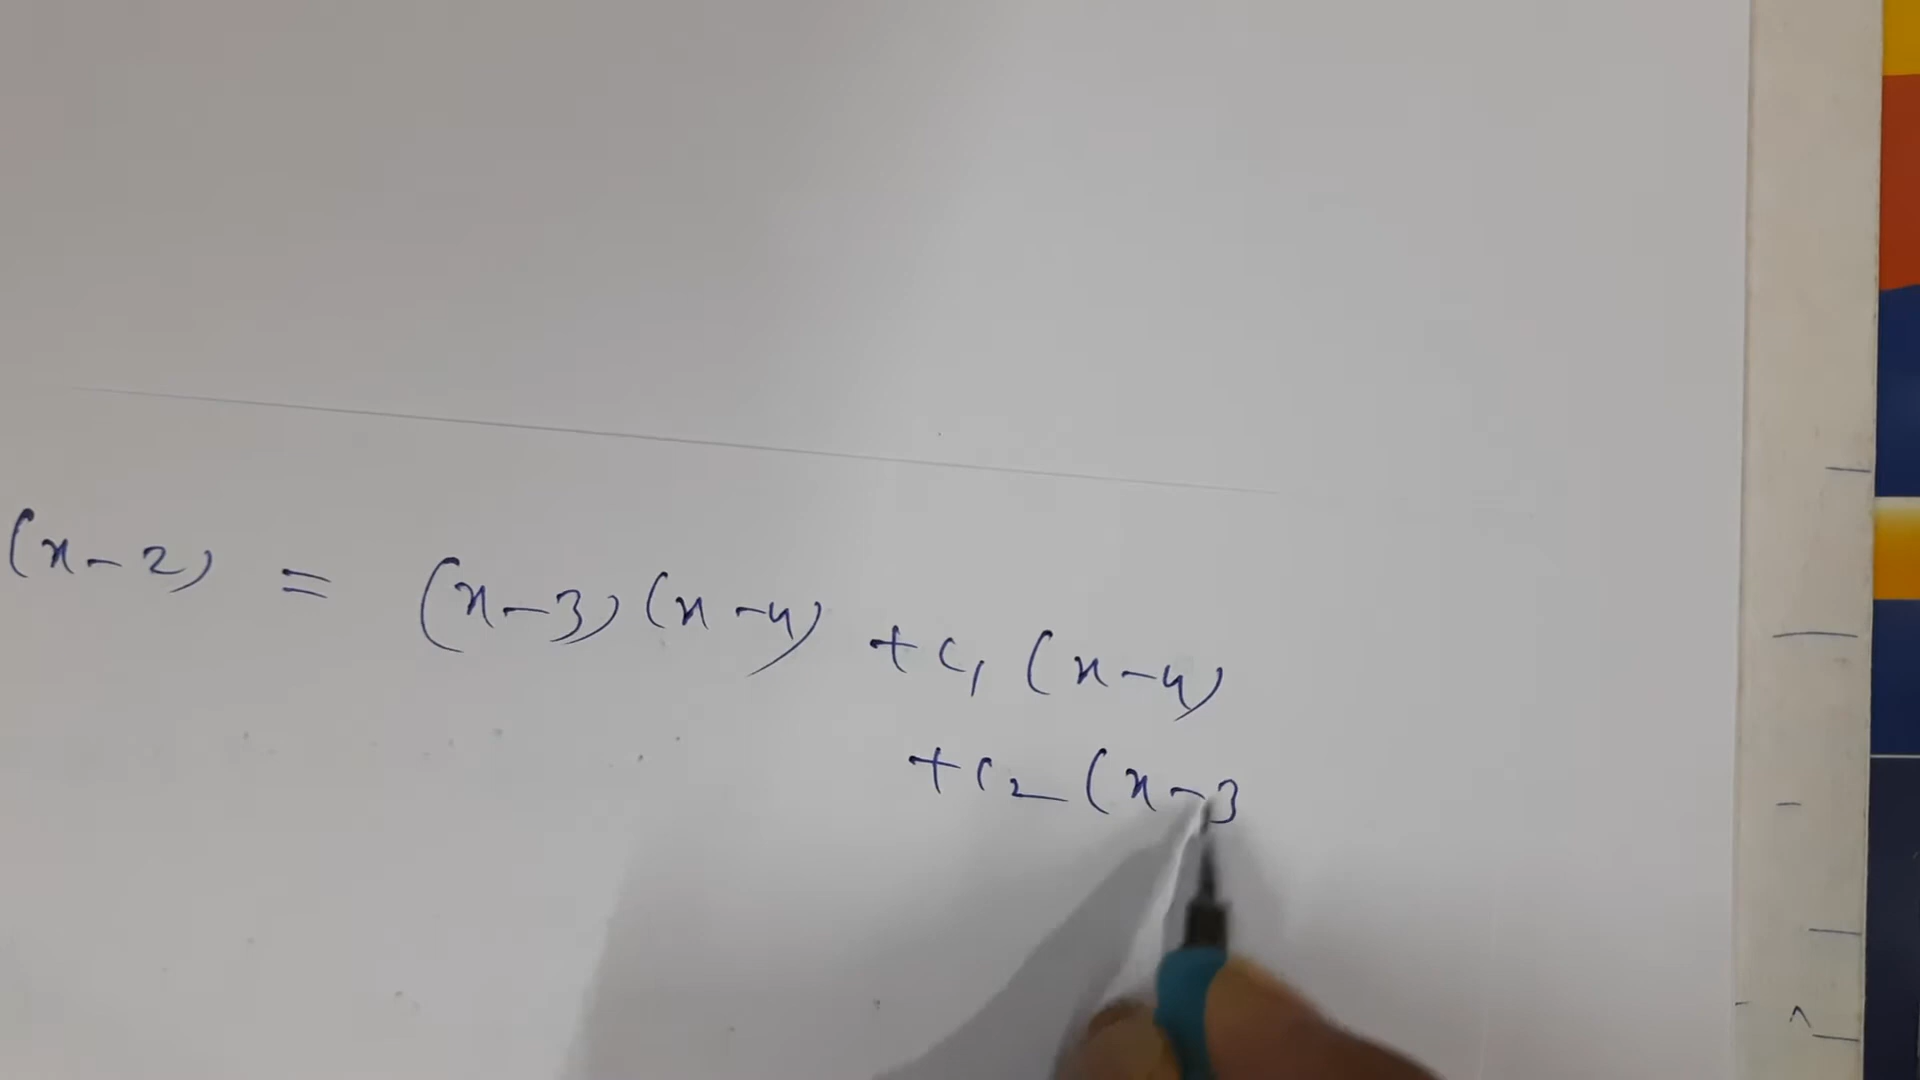 (x-2) = (x-3)(x-4) + c₁ (x-4)
+ c₂ (x-3